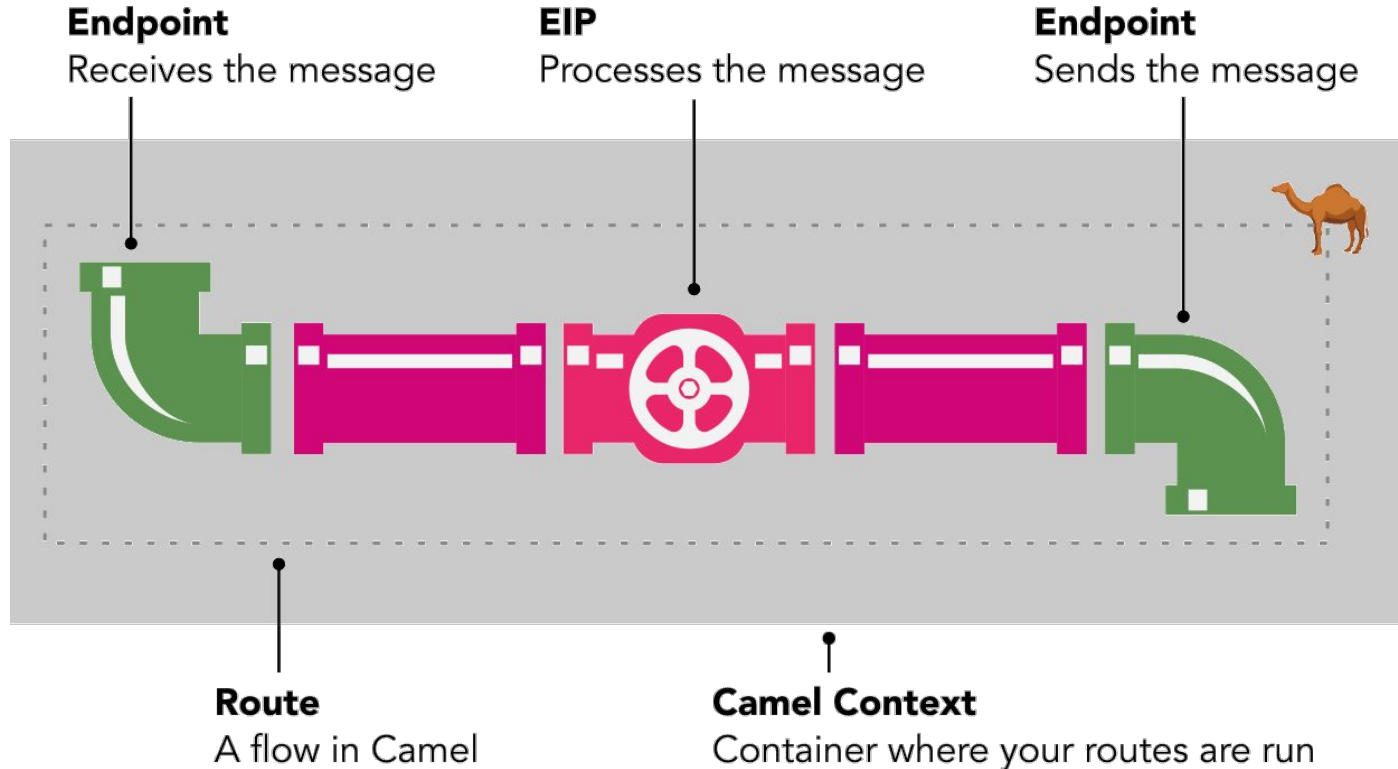 Endpoint
Receives the message
EIP
Processes the message
Endpoint
Sends the message
Route
A flow in Camel
Camel Context
Container where your routes are run